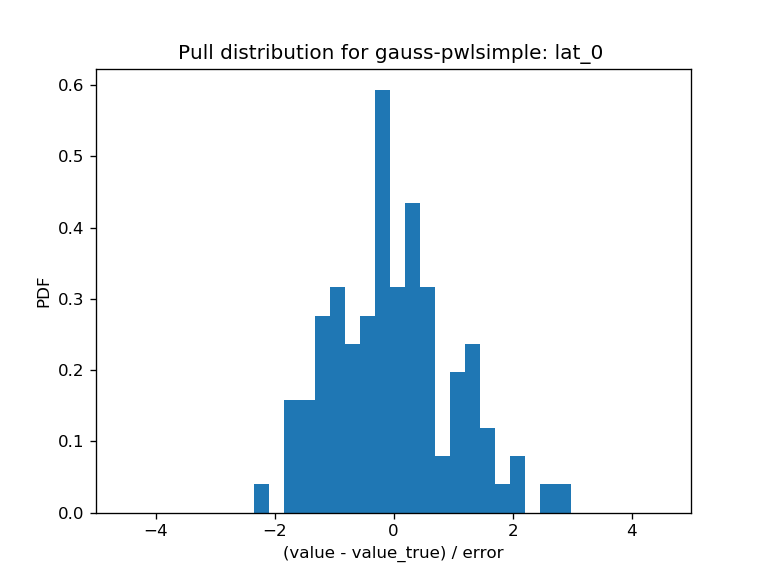 Pull distribution for gauss-pwlsimple: lat_0
0.6
0.5
0.4
0.3
0.2
0.1
0.0
PDF
−4 −2 0 2 4
(value - value_true) / error